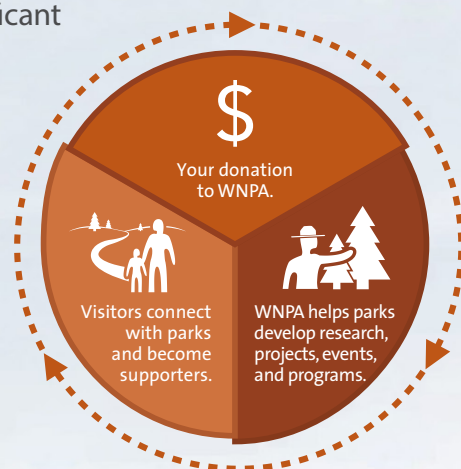 icant
$
Your donation
to WNPA.
WNPA helps parks
develop research,
projects, events,
and programs.
Visitors connect
with parks
and become
supporters.